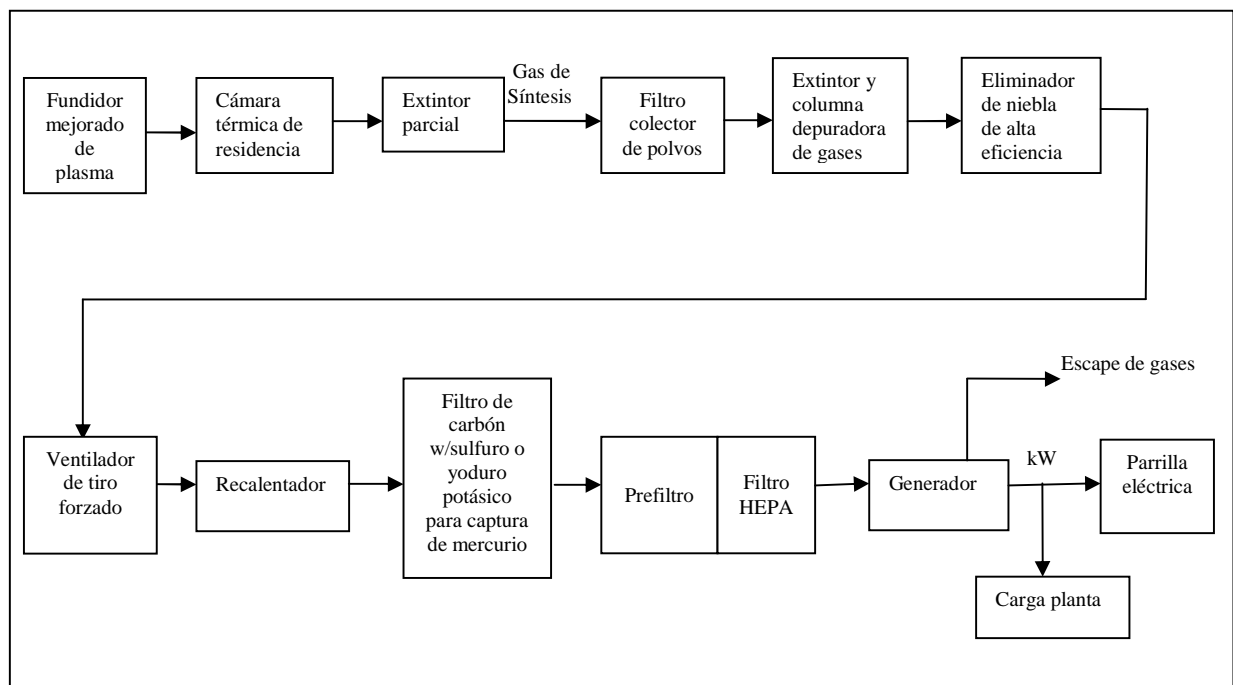 Fundidor
mejorado
de
plasma
Cámara
térmica de
residencia
Extintor
parcial
Gas de
Síntesis
Filtro
colector
de polvos
Extintor y
columna
depuradora
de gases
Eliminador
de niebla
de alta
eficiencia
Ventilador
de tiro
forzado
Recalentador
Filtro de
carbón
w/sulfuro o
yoduro
potásico
para captura
de mercurio
Prefiltro
Filtro
HEPA
Generador
Escape de gases
kW
Parrilla
eléctrica
Carga planta